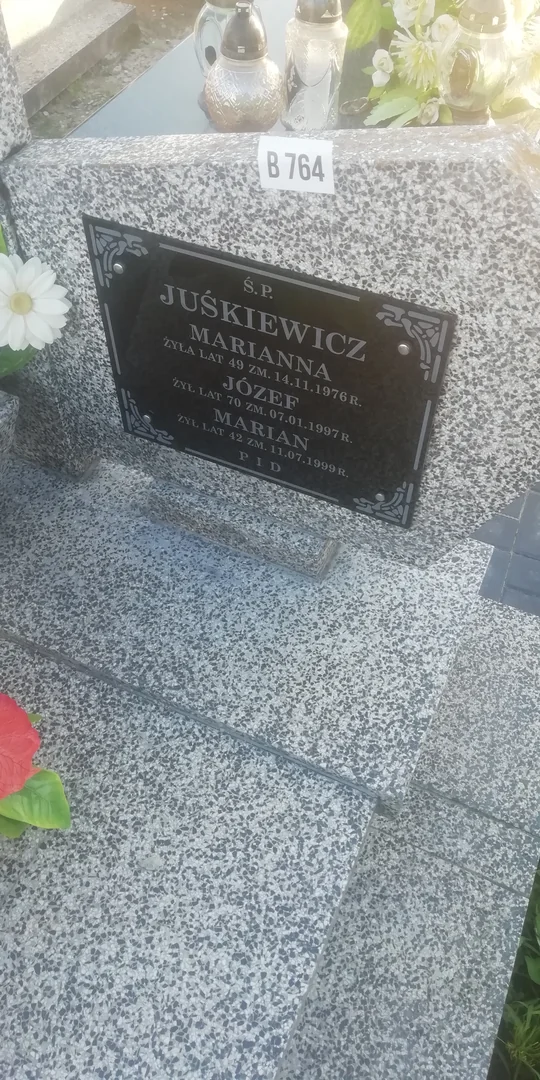 B 764
Ś.P.
JUŚKIEWICZ
MARIANNA
ŻYŁA LAT 49 ZM. 14.11.1976 R.
JÓZEF
ŻYŁ LAT 70 ZM. 07.01.1997 R.
MARIAN
ŻYŁ LAT 42 ZM. 11.07.1999 R.
P I D